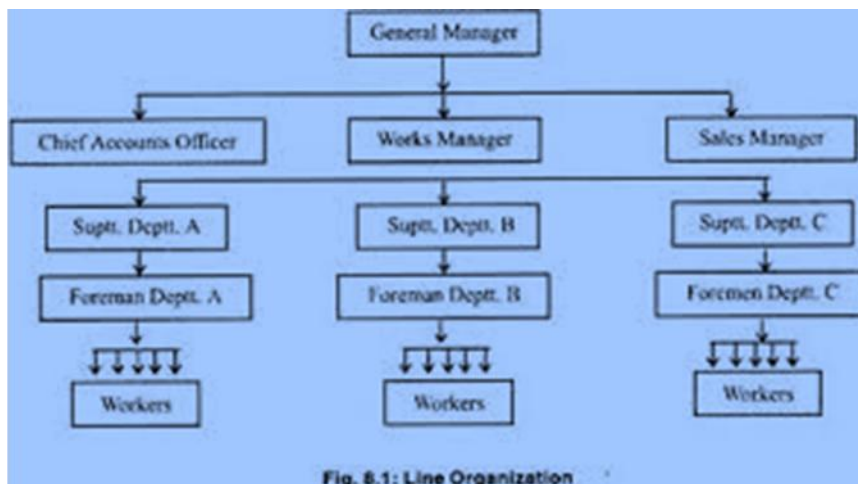 General Manager
Chief Accounts Officer
Works Manager
Sales Manager
Suptt. Deptt. A
Suptt. Deptt. B
Suptt. Deptt. C
Foreman Deptt. A
Foreman Deptt. B
Foremen Deptt. C
Workers
Workers
Workers
Fig. 8.1: Line Organization